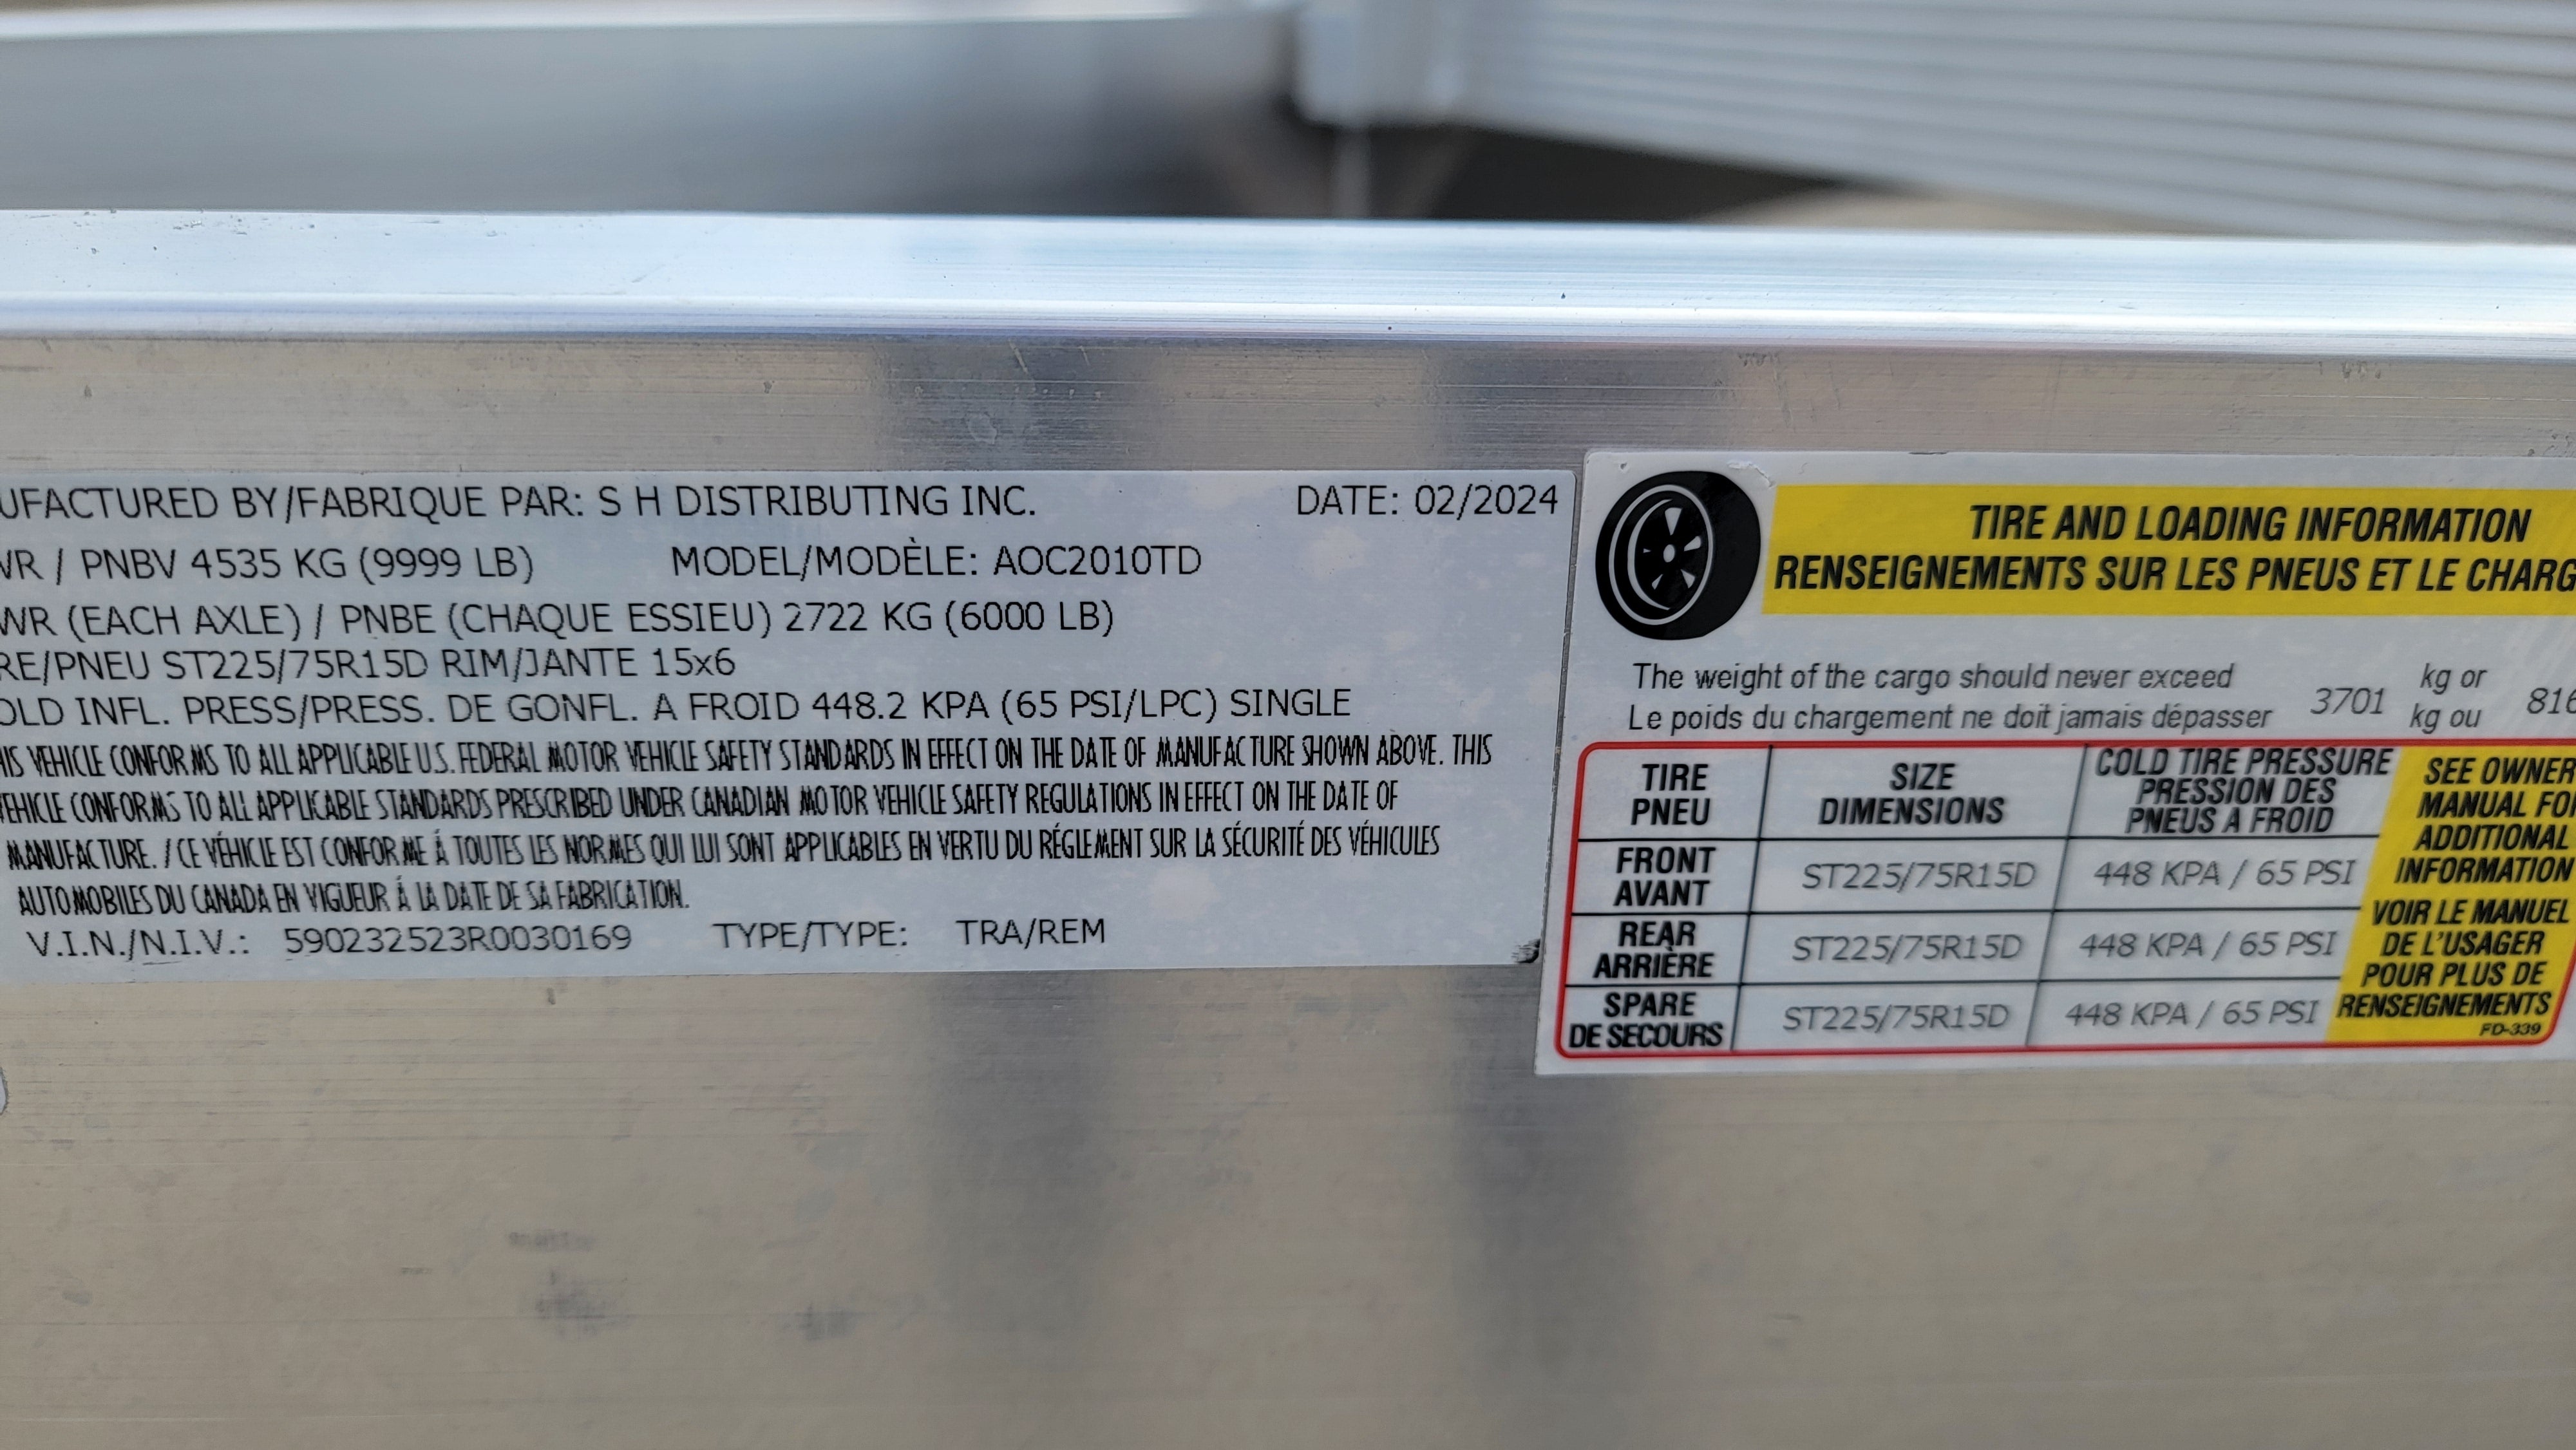 UFACTURED BY/FABRIQUE PAR: S H DISTRIBUTING INC. DATE: 02/2024
WR / PNBV 4535 KG (9999 LB) MODEL/MODÈLE: AOC2010TD
WR (EACH AXLE) / PNBE (CHAQUE ESSIEU) 2722 KG (6000 LB)
RE/PNEU ST225/75R15D RIM/JANTE 15x6
OLD INFL. PRESS/PRESS. DE GONFL. A FROID 448.2 KPA (65 PSI/LPC) SINGLE
HIS VEHICLE CONFORMS TO ALL APPLICABLE U.S. FEDERAL MOTOR VEHICLE SAFETY STANDARDS IN EFFECT ON THE DATE OF MANUFACTURE SHOWN ABOVE. THIS
VEHICLE CONFORMS TO ALL APPLICABLE STANDARDS PRESCRIBED UNDER CANADIAN MOTOR VEHICLE SAFETY REGULATIONS IN EFFECT ON THE DATE OF
MANUFACTURE. / CE VÉHICLE EST CONFORME Á TOUTES LES NORMES QUI LUI SONT APPLICABLES EN VERTU DU RÉGLEMENT SUR LA SÉCURITÉ DES VÉHICULES
AUTOMOBILES DU CANADA EN VIGUEUR Á LA DATE DE SA FABRICATION.
V.I.N./N.I.V.: 590232523R0030169 TYPE/TYPE: TRA/REM
TIRE AND LOADING INFORMATION
RENSEIGNEMENTS SUR LES PNEUS ET LE CHARG
The weight of the cargo should never exceed 3701 kg or 816
Le poids du chargement ne doit jamais dépasser kg ou
TIRE SIZE COLD TIRE PRESSURE
PNEU DIMENSIONS PRESSION DES
PNEUS A FROID
FRONT ST225/75R15D 448 KPA / 65 PSI
AVANT
REAR ST225/75R15D 448 KPA / 65 PSI
ARRIÈRE
SPARE ST225/75R15D 448 KPA / 65 PSI
DE SECOURS
SEE OWNER
MANUAL FO
ADDITIONAL
INFORMATION
VOIR LE MANUEL
DE L'USAGER
POUR PLUS DE
RENSEIGNEMENTS
FD-339